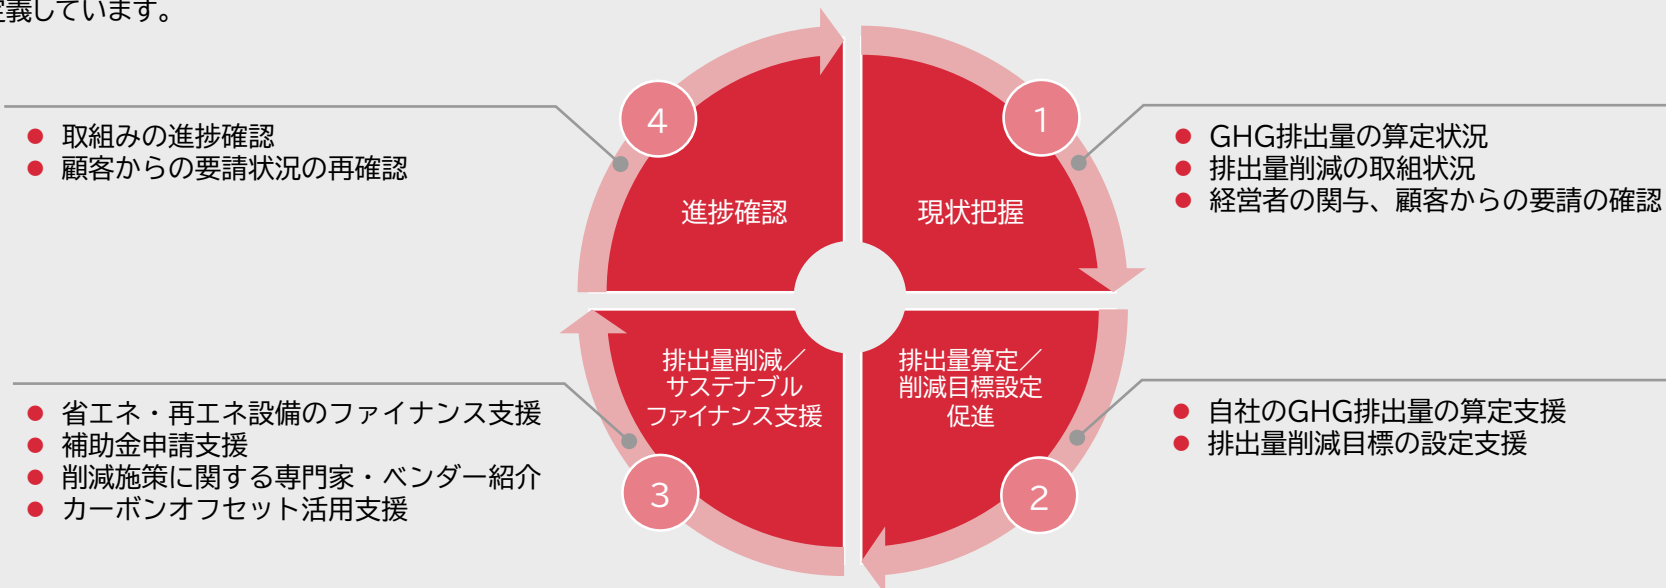 定義しています。
1
現状把握
● GHG排出量の算定状況
● 排出量削減の取組状況
● 経営者の関与、顧客からの要請の確認
2
排出量算定／
削減目標設定
促進
● 自社のGHG排出量の算定支援
● 排出量削減目標の設定支援
3
排出量削減／
サステナブル
ファイナンス支援
● 省エネ・再エネ設備のファイナンス支援
● 補助金申請支援
● 削減施策に関する専門家・ベンダー紹介
● カーボンオフセット活用支援
4
進捗確認
● 取組みの進捗確認
● 顧客からの要請状況の再確認